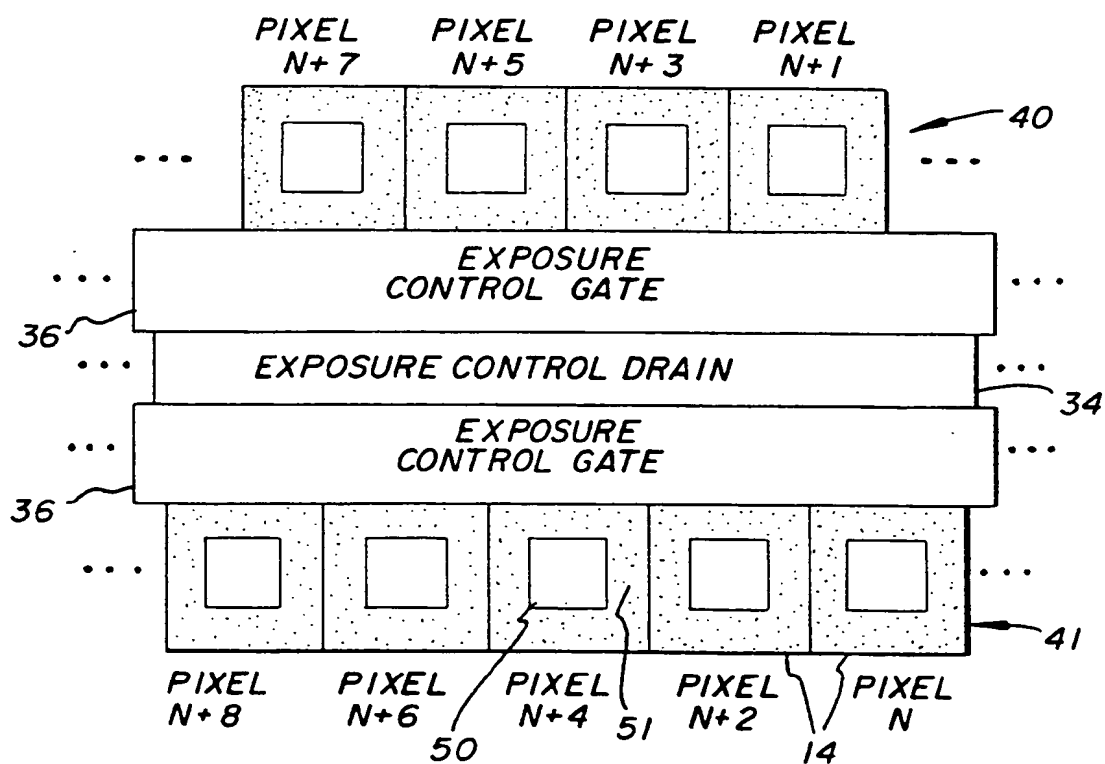 PIXEL PIXEL PIXEL PIXEL
N+7 N+5 N+3 N+1
40
... ...
EXPOSURE
CONTROL GATE
... ...
36
EXPOSURE CONTROL DRAIN
... ...
34
EXPOSURE
CONTROL GATE
... ...
36
... ...
41
PIXEL PIXEL PIXEL PIXEL PIXEL
N+8 N+6 N+4 N+2 N
50 51 14